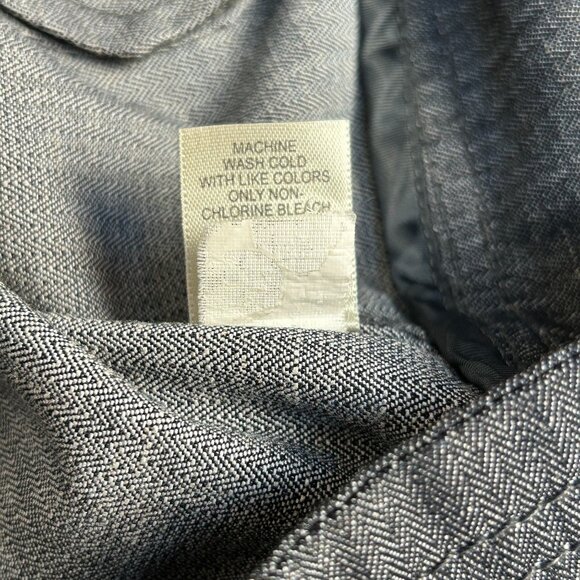 MACHINE
WASH COLD
WITH LIKE COLORS
ONLY NON-
CHLORINE BLEACH